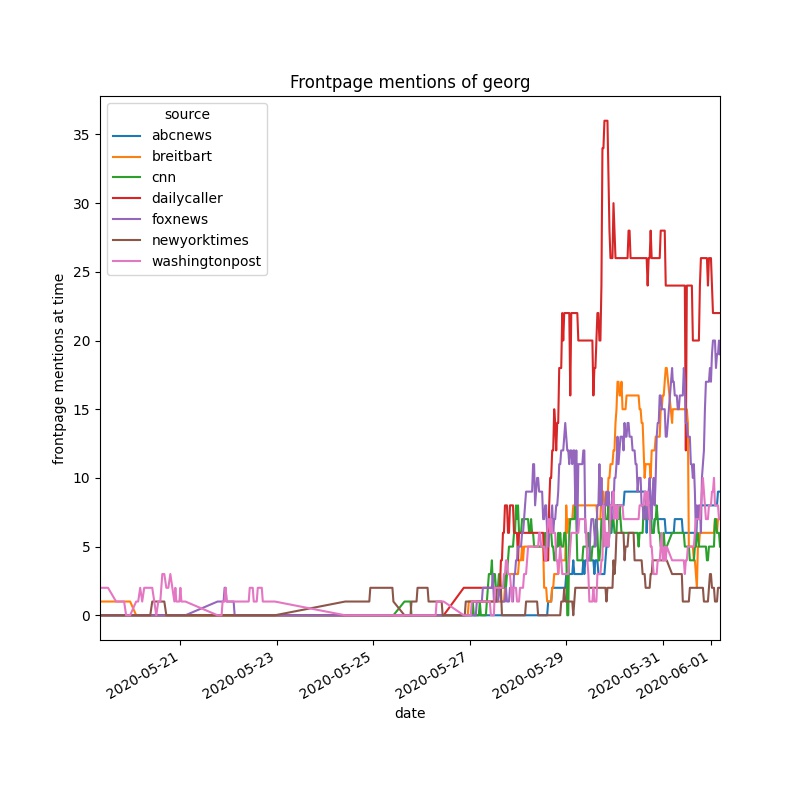 Frontpage mentions of georg
source
abcnews
breitbart
cnn
dailycaller
foxnews
newyorktimes
washingtonpost
frontpage mentions at time
35
30
25
20
15
10
5
0
2020-05-21
2020-05-23
2020-05-25
2020-05-27
2020-05-29
2020-05-31
2020-06-01
date